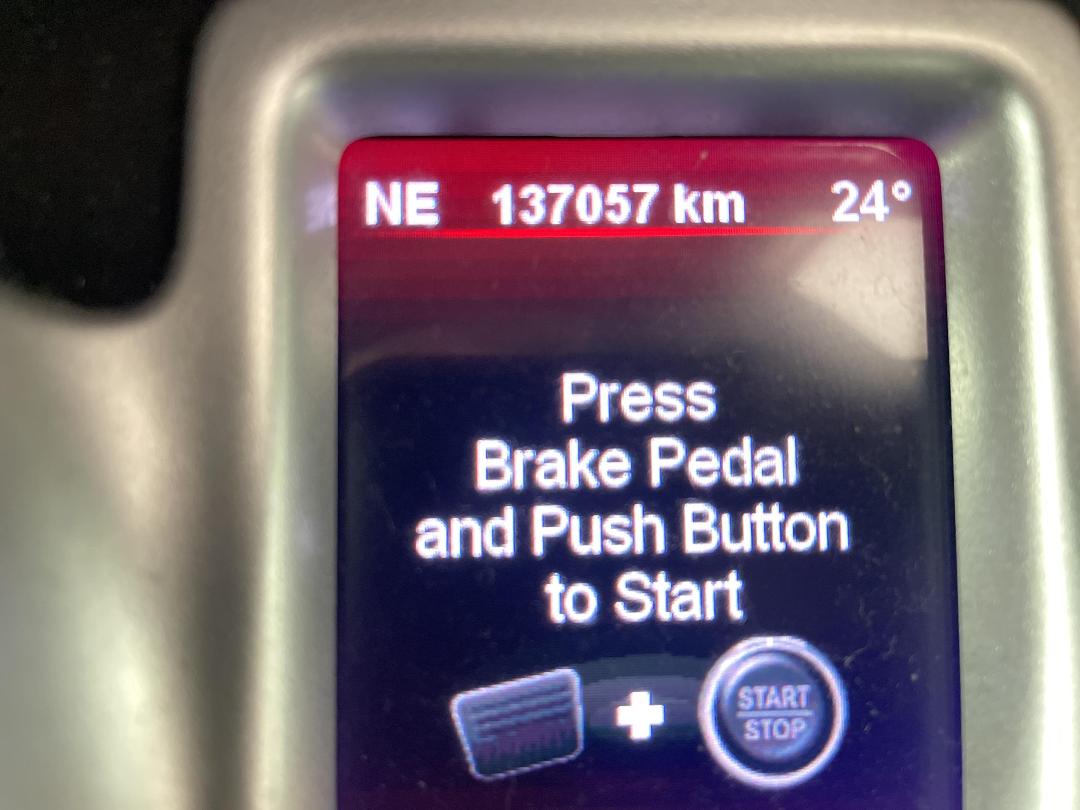 NE 137057 km 24°
Press
Brake Pedal
and Push Button
to Start
START
STOP